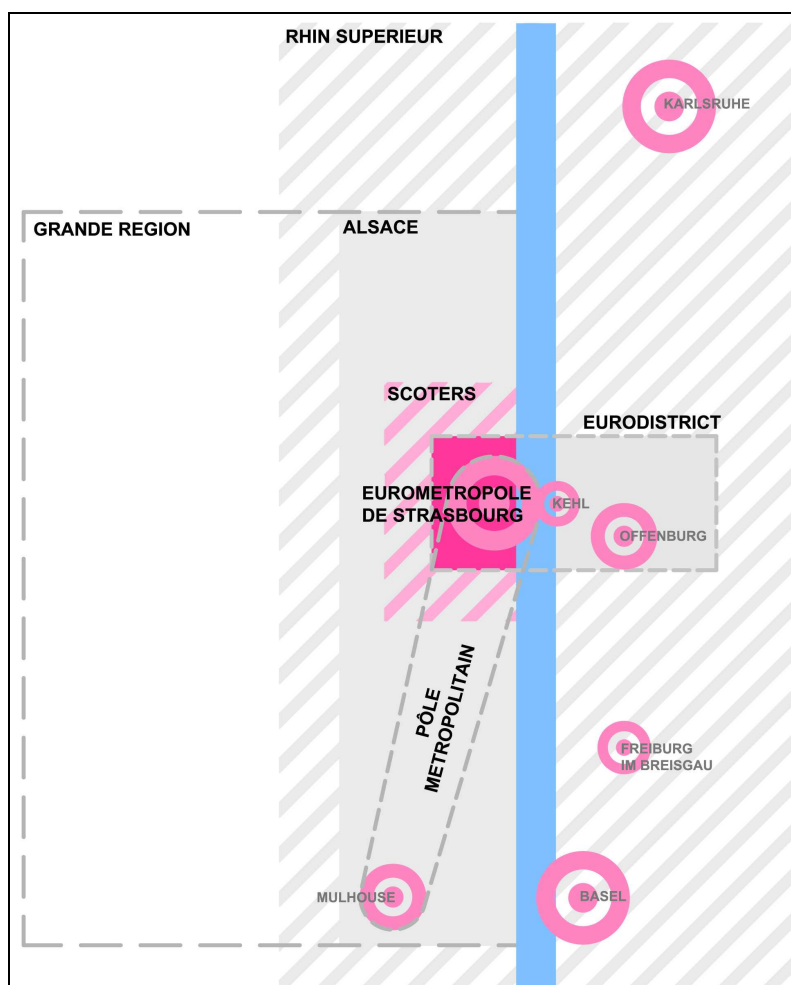 RHIN SUPERIEUR
KARLSRUHE
GRANDE REGION
ALSACE
SCOTERS
EURODISTRICT
EUROMETROPOLE
DE STRASBOURG
KEHL
OFFENBURG
PÔLE
METROPOLITAIN
FREIBURG
IM BREISGAU
MULHOUSE
BASEL